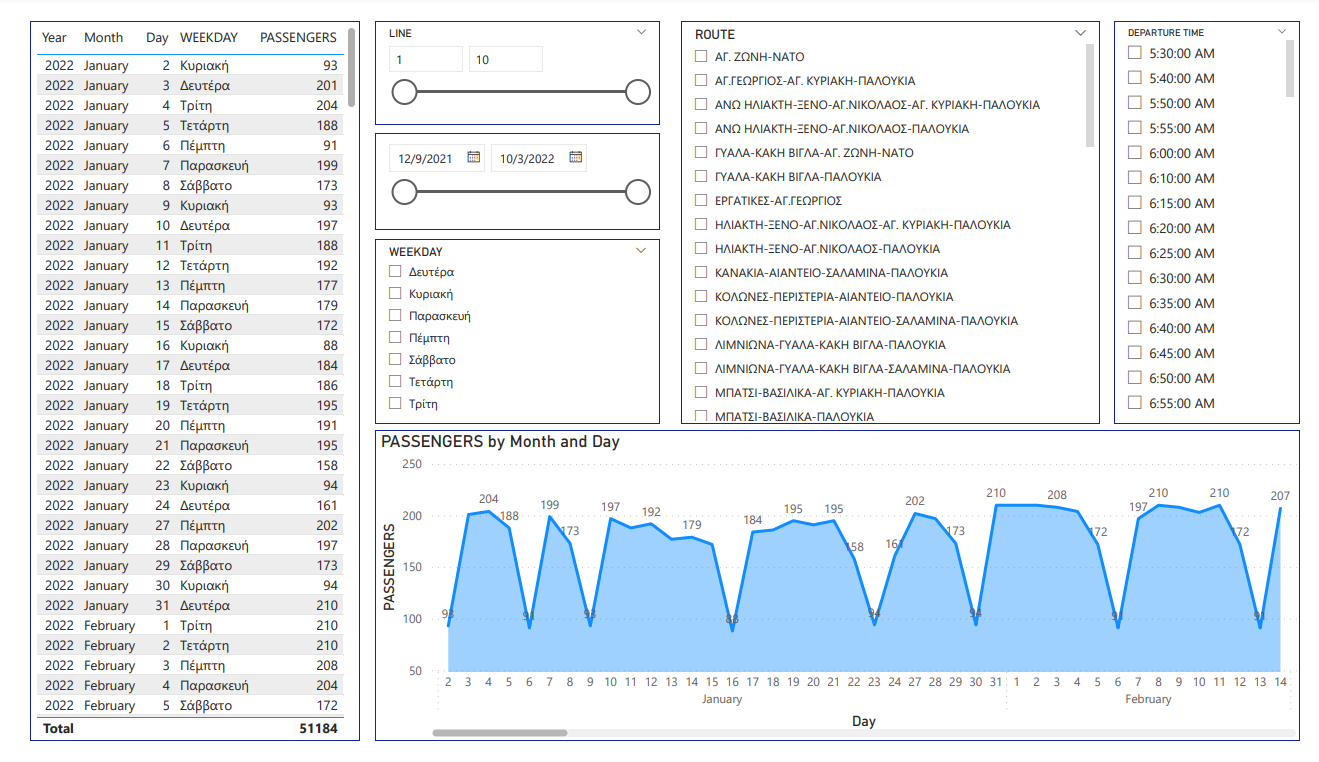 Year Month Day WEEKDAY PASSENGERS
2022 January 2 Κυριακή 93
2022 January 3 Δευτέρα 201
2022 January 4 Τρίτη 204
2022 January 5 Τετάρτη 188
2022 January 6 Πέμπτη 91
2022 January 7 Παρασκευή 199
2022 January 8 Σάββατο 173
2022 January 9 Κυριακή 93
2022 January 10 Δευτέρα 197
2022 January 11 Τρίτη 188
2022 January 12 Τετάρτη 192
2022 January 13 Πέμπτη 177
2022 January 14 Παρασκευή 179
2022 January 15 Σάββατο 172
2022 January 16 Κυριακή 88
2022 January 17 Δευτέρα 184
2022 January 18 Τρίτη 186
2022 January 19 Τετάρτη 195
2022 January 20 Πέμπτη 191
2022 January 21 Παρασκευή 195
2022 January 22 Σάββατο 158
2022 January 23 Κυριακή 94
2022 January 24 Δευτέρα 161
2022 January 27 Πέμπτη 202
2022 January 28 Παρασκευή 197
2022 January 29 Σάββατο 173
2022 January 30 Κυριακή 94
2022 January 31 Δευτέρα 210
2022 February 1 Τρίτη 210
2022 February 2 Τετάρτη 210
2022 February 3 Πέμπτη 208
2022 February 4 Παρασκευή 204
2022 February 5 Σάββατο 172
Total 51184
LINE
1 10
12/9/2021 10/3/2022
WEEKDAY
Δευτέρα
Κυριακή
Παρασκευή
Πέμπτη
Σάββατο
Τετάρτη
Τρίτη
ROUTE
ΑΓ. ΖΩΝΗ-ΝΑΤΟ
ΑΓ.ΓΕΩΡΓΙΟΣ-ΑΓ. ΚΥΡΙΑΚΗ-ΠΑΛΟΥΚΙΑ
ΑΝΩ ΗΛΙΑΚΤΗ-ΞΕΝΟ-ΑΓ.ΝΙΚΟΛΑΟΣ-ΑΓ. ΚΥΡΙΑΚΗ-ΠΑΛΟΥΚΙΑ
ΑΝΩ ΗΛΙΑΚΤΗ-ΞΕΝΟ-ΑΓ.ΝΙΚΟΛΑΟΣ-ΠΑΛΟΥΚΙΑ
ΓΥΑΛΑ-ΚΑΚΗ ΒΙΓΛΑ-ΑΓ. ΖΩΝΗ-ΝΑΤΟ
ΓΥΑΛΑ-ΚΑΚΗ ΒΙΓΛΑ-ΠΑΛΟΥΚΙΑ
ΕΡΓΑΤΙΚΕΣ-ΑΓ.ΓΕΩΡΓΙΟΣ
ΗΛΙΑΚΤΗ-ΞΕΝΟ-ΑΓ.ΝΙΚΟΛΑΟΣ-ΑΓ. ΚΥΡΙΑΚΗ-ΠΑΛΟΥΚΙΑ
ΗΛΙΑΚΤΗ-ΞΕΝΟ-ΑΓ.ΝΙΚΟΛΑΟΣ-ΠΑΛΟΥΚΙΑ
ΚΑΝΑΚΙΑ-ΑΙΑΝΤΕΙΟ-ΣΑΛΑΜΙΝΑ-ΠΑΛΟΥΚΙΑ
ΚΟΛΩΝΕΣ-ΠΕΡΙΣΤΕΡΙΑ-ΑΙΑΝΤΕΙΟ-ΠΑΛΟΥΚΙΑ
ΚΟΛΩΝΕΣ-ΠΕΡΙΣΤΕΡΙΑ-ΑΙΑΝΤΕΙΟ-ΣΑΛΑΜΙΝΑ-ΠΑΛΟΥΚΙΑ
ΛΙΜΝΙΩΝΑ-ΓΥΑΛΑ-ΚΑΚΗ ΒΙΓΛΑ-ΠΑΛΟΥΚΙΑ
ΛΙΜΝΙΩΝΑ-ΓΥΑΛΑ-ΚΑΚΗ ΒΙΓΛΑ-ΣΑΛΑΜΙΝΑ-ΠΑΛΟΥΚΙΑ
ΜΠΑΤΣΙ-ΒΑΣΙΛΙΚΑ-ΑΓ. ΚΥΡΙΑΚΗ-ΠΑΛΟΥΚΙΑ
ΜΠΑΤΣΙ-ΒΑΣΙΛΙΚΑ-ΠΑΛΟΥΚΙΑ
DEPARTURE TIME
5:30:00 AM
5:40:00 AM
5:50:00 AM
5:55:00 AM
6:00:00 AM
6:10:00 AM
6:15:00 AM
6:20:00 AM
6:25:00 AM
6:30:00 AM
6:35:00 AM
6:40:00 AM
6:45:00 AM
6:50:00 AM
6:55:00 AM
PASSENGERS by Month and Day
PASSENGERS
250
200
150
100
50
93 204 188 91 199 173 93 197 192 179 88 184 195 195 158 94 161 202 173 94 210 208 172 91 197 210 210 172 91 207
2 3 4 5 6 7 8 9 10 11 12 13 14 15 16 17 18 19 20 21 22 23 24 27 28 29 30 31 1 2 3 4 5 6 7 8 9 10 11 12 13 14
January February
Day